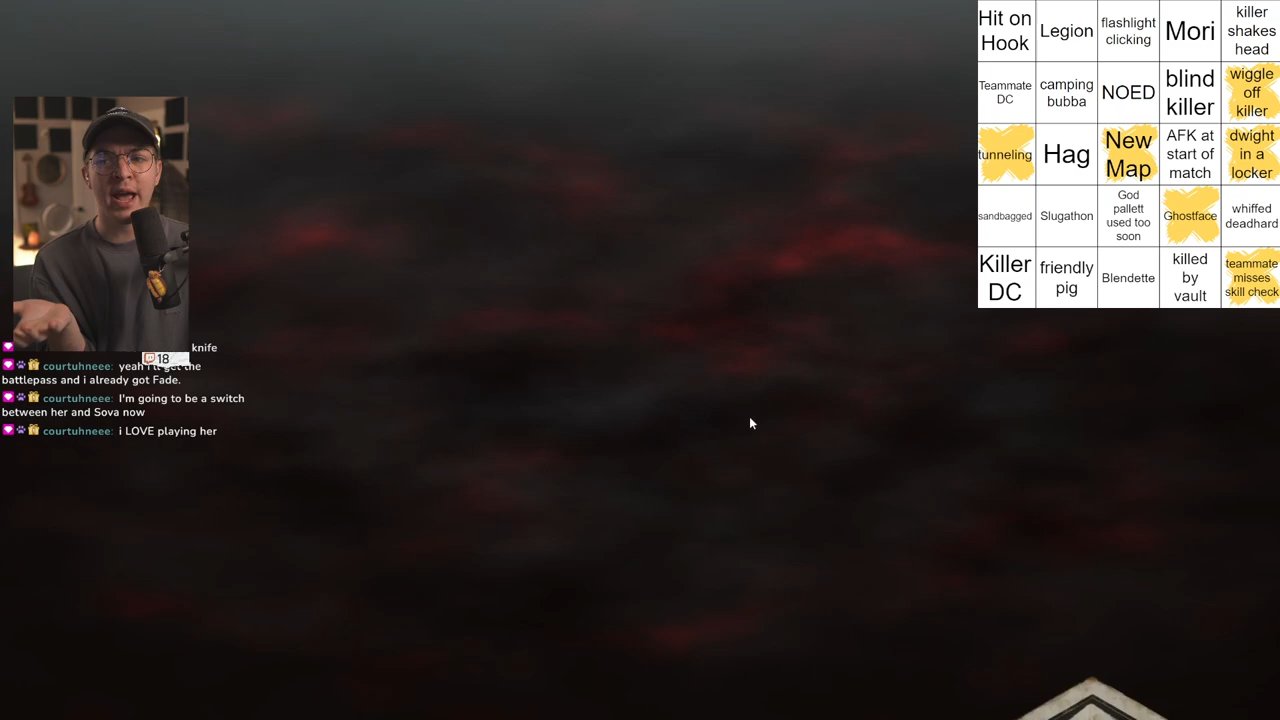 Hit on
Hook
Legion
flashlight
clicking
Mori
killer
shakes
head
Teammate
DC
camping
bubba
NOED
blind
killer
wiggle
off
killer
tunneling
Hag
New
Map
AFK at
start of
match
dwight
in a
locker
sandbagged
Slugathon
God
pallett
used too
soon
Ghostface
whiffed
deadhard
Killer
DC
friendly
pig
Blendette
killed
by
vault
teammate
misses
skill check
knife
18
courtuhneee: yeah i'll get the
battlepass and i already got Fade.
courtuhneee: I'm going to be a switch
between her and Sova now
courtuhneee: i LOVE playing her